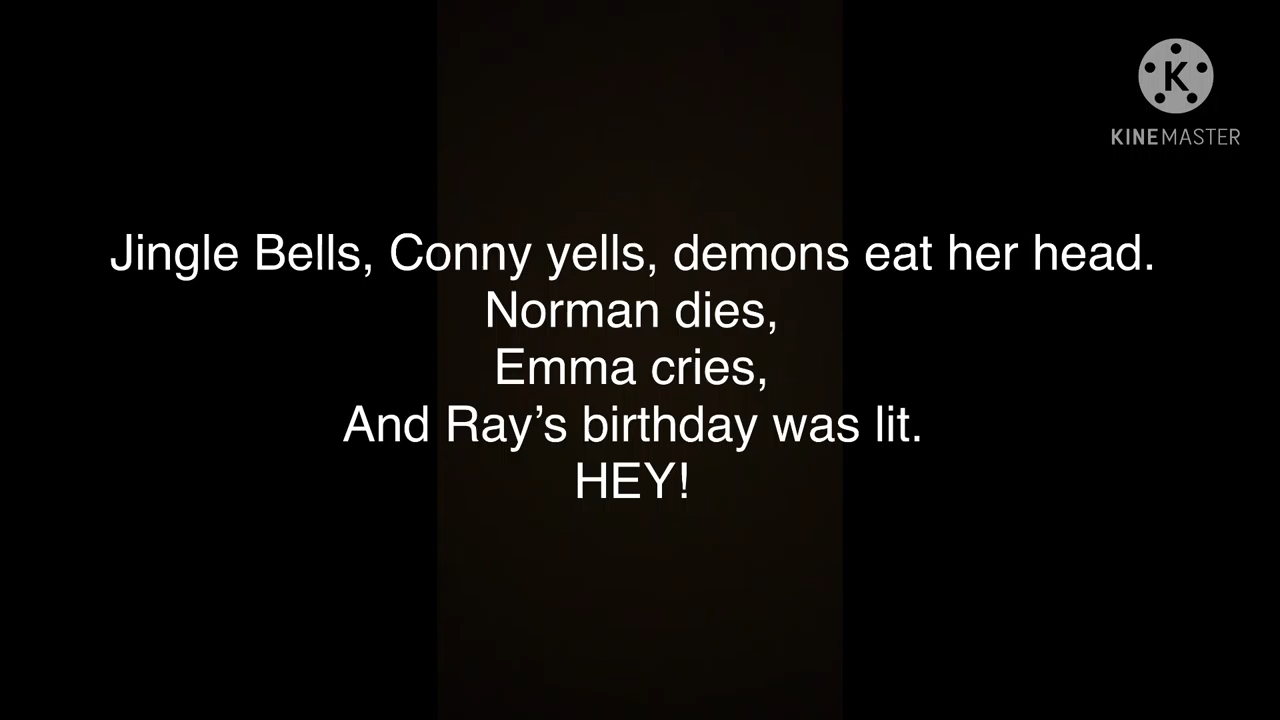 KINEMASTER
Jingle Bells, Conny yells, demons eat her head.
Norman dies,
Emma cries,
And Ray’s birthday was lit.
HEY!